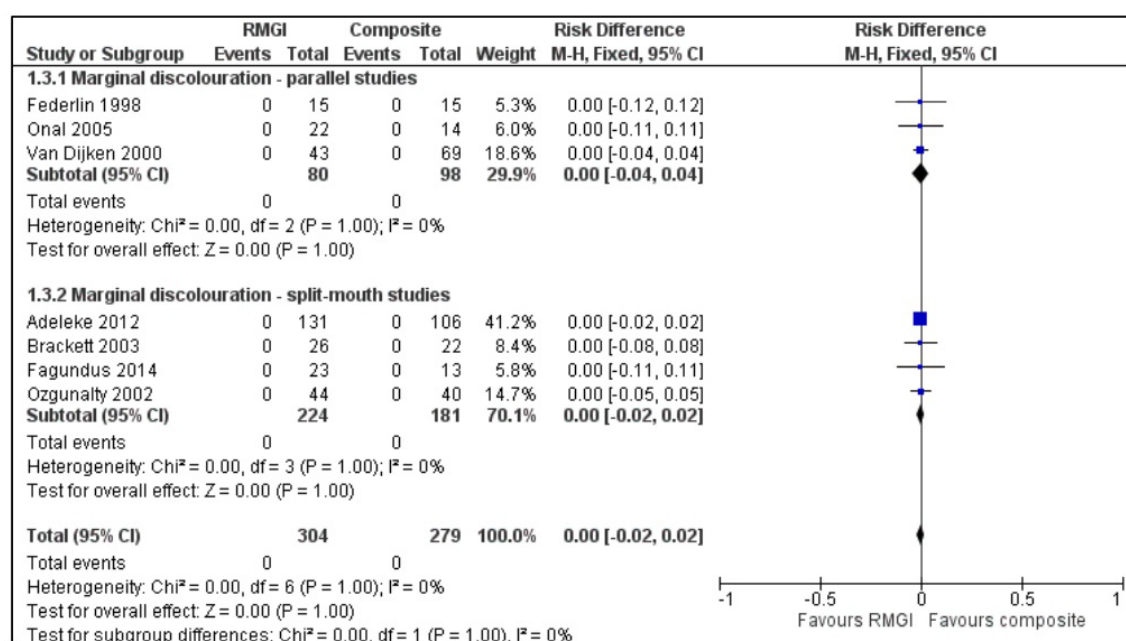 RMGI Composite Risk Difference Risk Difference
Study or Subgroup Events Total Events Total Weight M-H, Fixed, 95% CI M-H, Fixed, 95% CI
1.3.1 Marginal discolouration - parallel studies
Federlin 1998 0 15 0 15 5.3% 0.00 [-0.12, 0.12]
Onal 2005 0 22 0 14 6.0% 0.00 [-0.11, 0.11]
Van Dijken 2000 0 43 0 69 18.6% 0.00 [-0.04, 0.04]
Subtotal (95% CI) 80 98 29.9% 0.00 [-0.04, 0.04]
Total events 0 0
Heterogeneity: Chi² = 0.00, df = 2 (P = 1.00); I² = 0%
Test for overall effect: Z = 0.00 (P = 1.00)
1.3.2 Marginal discolouration - split-mouth studies
Adeleke 2012 0 131 0 106 41.2% 0.00 [-0.02, 0.02]
Brackett 2003 0 26 0 22 8.4% 0.00 [-0.08, 0.08]
Fagundus 2014 0 23 0 13 5.8% 0.00 [-0.11, 0.11]
Ozgunalty 2002 0 44 0 40 14.7% 0.00 [-0.05, 0.05]
Subtotal (95% CI) 224 181 70.1% 0.00 [-0.02, 0.02]
Total events 0 0
Heterogeneity: Chi² = 0.00, df = 3 (P = 1.00); I² = 0%
Test for overall effect: Z = 0.00 (P = 1.00)
Total (95% CI) 304 279 100.0% 0.00 [-0.02, 0.02]
Total events 0 0
Heterogeneity: Chi² = 0.00, df = 6 (P = 1.00); I² = 0%
Test for overall effect: Z = 0.00 (P = 1.00)
Test for subgroup differences: Chi² = 0.00, df = 1 (P = 1.00), I² = 0%
-1 -0.5 0 0.5 1
Favours RMGI Favours composite